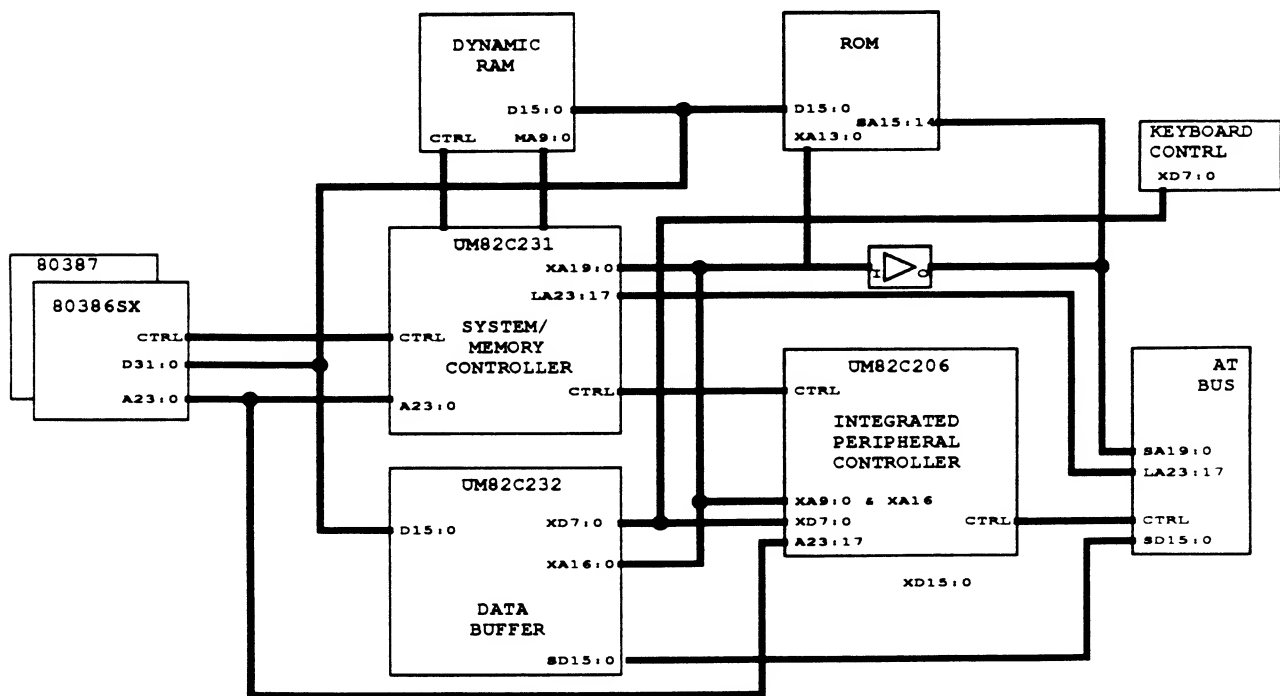 DYNAMIC
RAM
D15:0
CTRL
MA9:0
ROM
D15:0
SA15:14
XA13:0
KEYBOARD
CONTRL
XD7:0
80387
80386SX
CTRL
D31:0
A23:0
UM82C231
XA19:0
LA23:17
CTRL
SYSTEM/
MEMORY
CONTROLLER
CTRL
A23:0
I
O
UM82C206
CTRL
INTEGRATED
PERIPHERAL
CONTROLLER
XA9:0 & XA16
XD7:0
CTRL
A23:17
AT
BUS
SA19:0
LA23:17
CTRL
SD15:0
UM82C232
D15:0
XD7:0
XA16:0
DATA
BUFFER
SD15:0
XD15:0